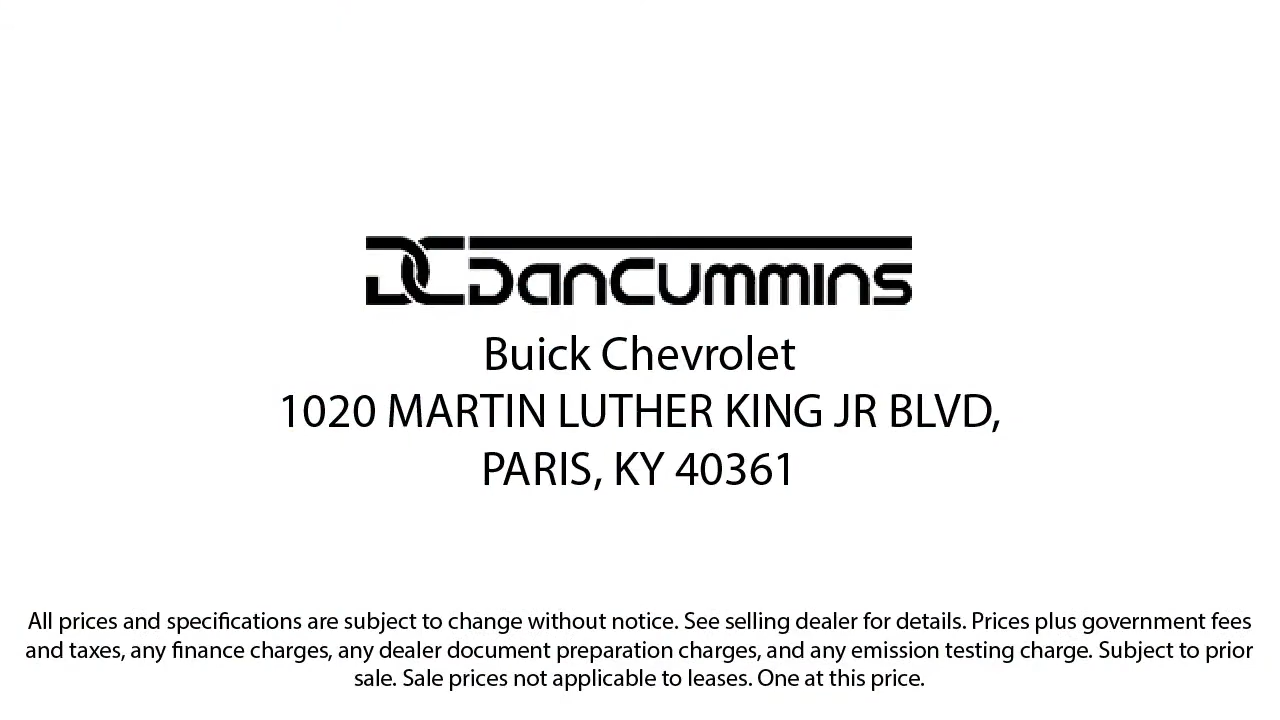 DC DanCummins
Buick Chevrolet
1020 MARTIN LUTHER KING JR BLVD,
PARIS, KY 40361
All prices and specifications are subject to change without notice. See selling dealer for details. Prices plus government fees
and taxes, any finance charges, any dealer document preparation charges, and any emission testing charge. Subject to prior
sale. Sale prices not applicable to leases. One at this price.